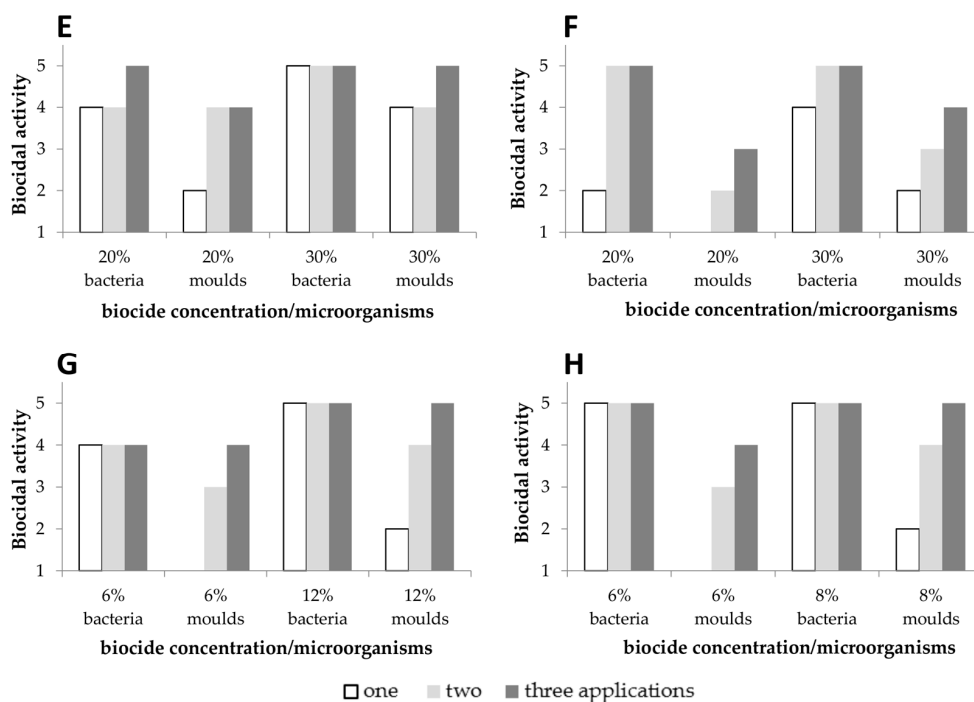 E
Biocidal activity
5
4
3
2
1
20% 20% 30% 30%
bacteria moulds bacteria moulds
biocide concentration/microorganisms
F
Biocidal activity
5
4
3
2
1
20% 20% 30% 30%
bacteria moulds bacteria moulds
biocide concentration/microorganisms
G
Biocidal activity
5
4
3
2
1
6% 6% 12% 12%
bacteria moulds bacteria moulds
biocide concentration/microorganisms
H
Biocidal activity
5
4
3
2
1
6% 6% 8% 8%
bacteria moulds bacteria moulds
biocide concentration/microorganisms
one two three applications